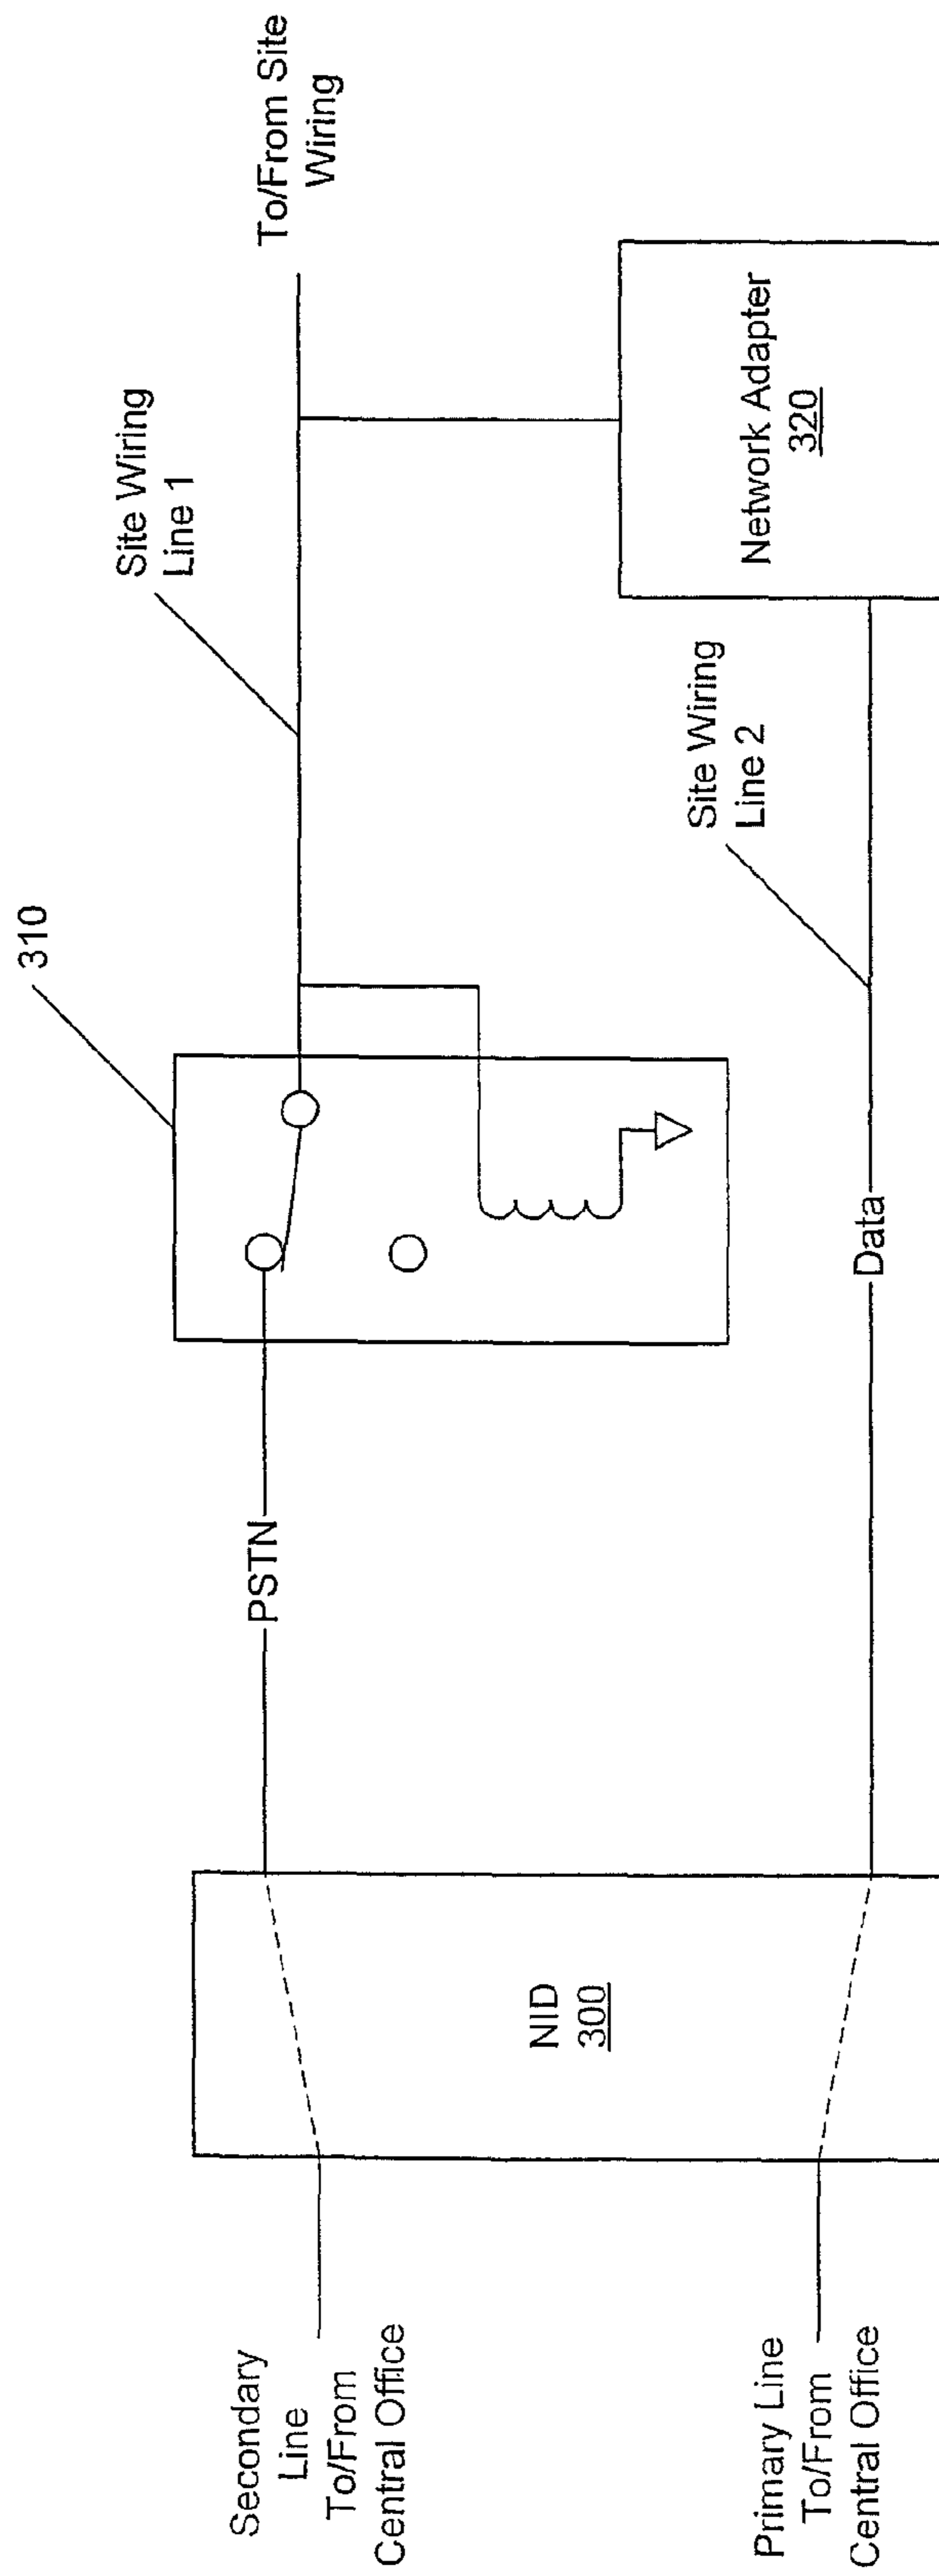 310
Site Wiring
Line 1
To/From Site
Wiring
PSTN
Secondary
Line
To/From
Central Office
NID
300
Site Wiring
Line 2
Network Adapter
320
Data
Primary Line
To/From
Central Office